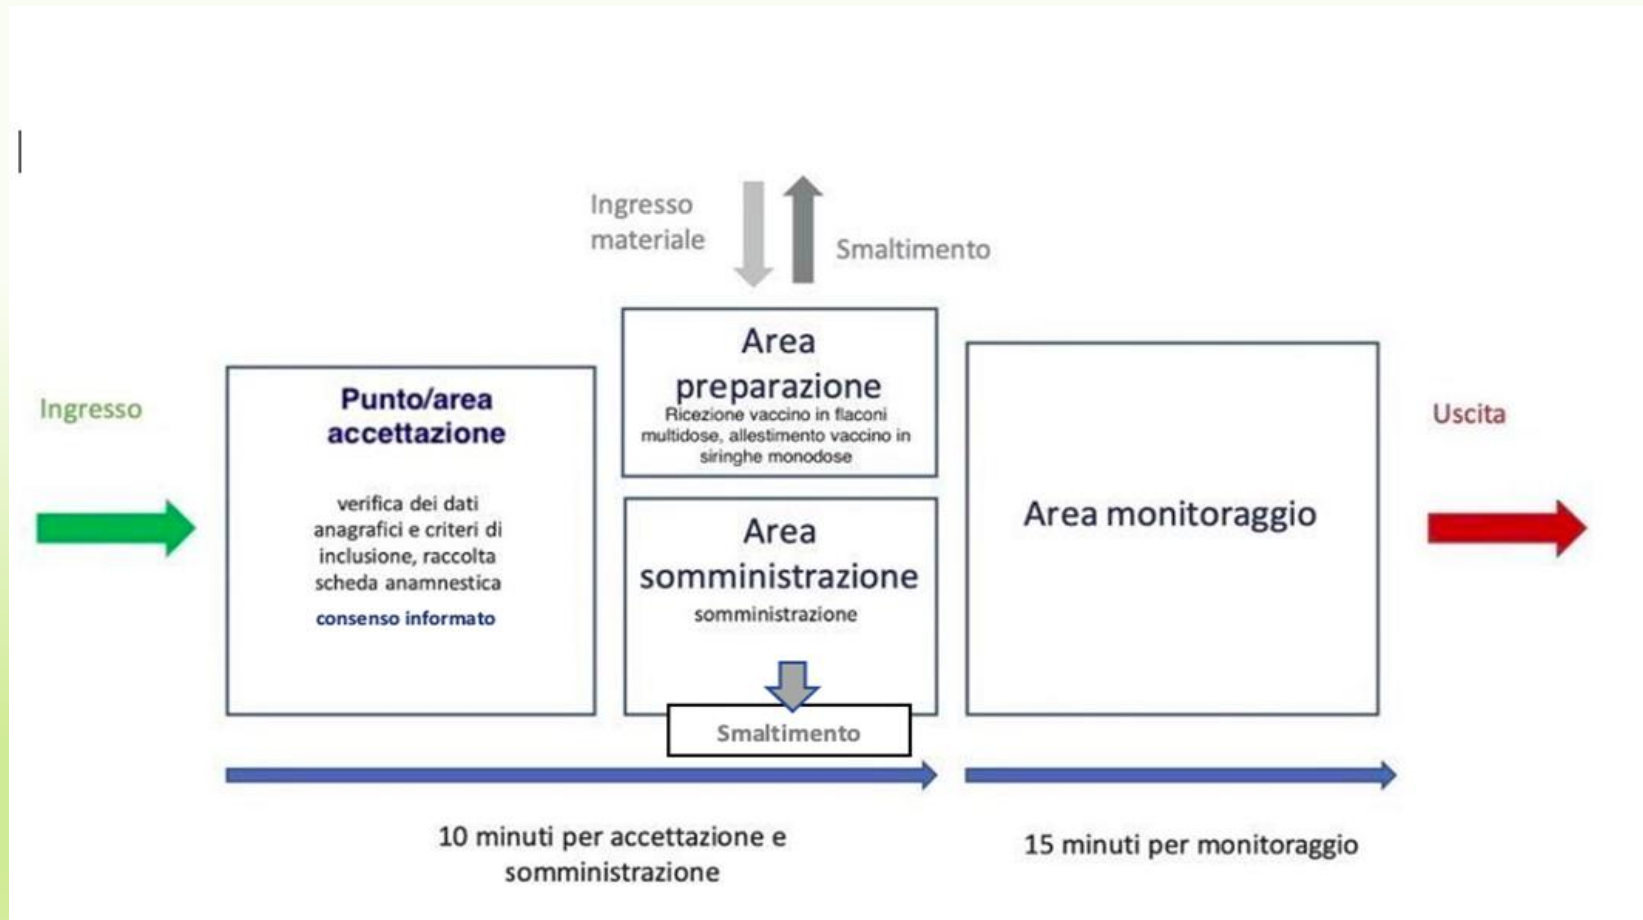 Ingresso
materiale
Smaltimento
Ingresso
Punto/area
accettazione
verifica dei dati
anagrafici e criteri di
inclusione, raccolta
scheda anamnestica
consenso informato
Area
preparazione
Ricezione vaccino in flaconi
multidose, allestimento vaccino in
siringhe monodose
Area
somministrazione
somministrazione
Smaltimento
Area monitoraggio
Uscita
10 minuti per accettazione e
somministrazione
15 minuti per monitoraggio